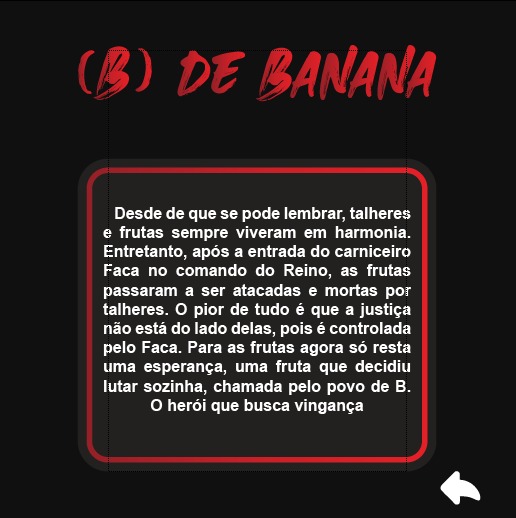 (B) DE BANANA
Desde de que se pode lembrar, talheres
e frutas sempre viveram em harmonia.
Entretanto, após a entrada do carniceiro
Faca no comando do Reino, as frutas
passaram a ser atacadas e mortas por
talheres. O pior de tudo é que a justiça
não está do lado delas, pois é controlada
pelo Faca. Para as frutas agora só resta
uma esperança, uma fruta que decidiu
lutar sozinha, chamada pelo povo de B.
O herói que busca vingança